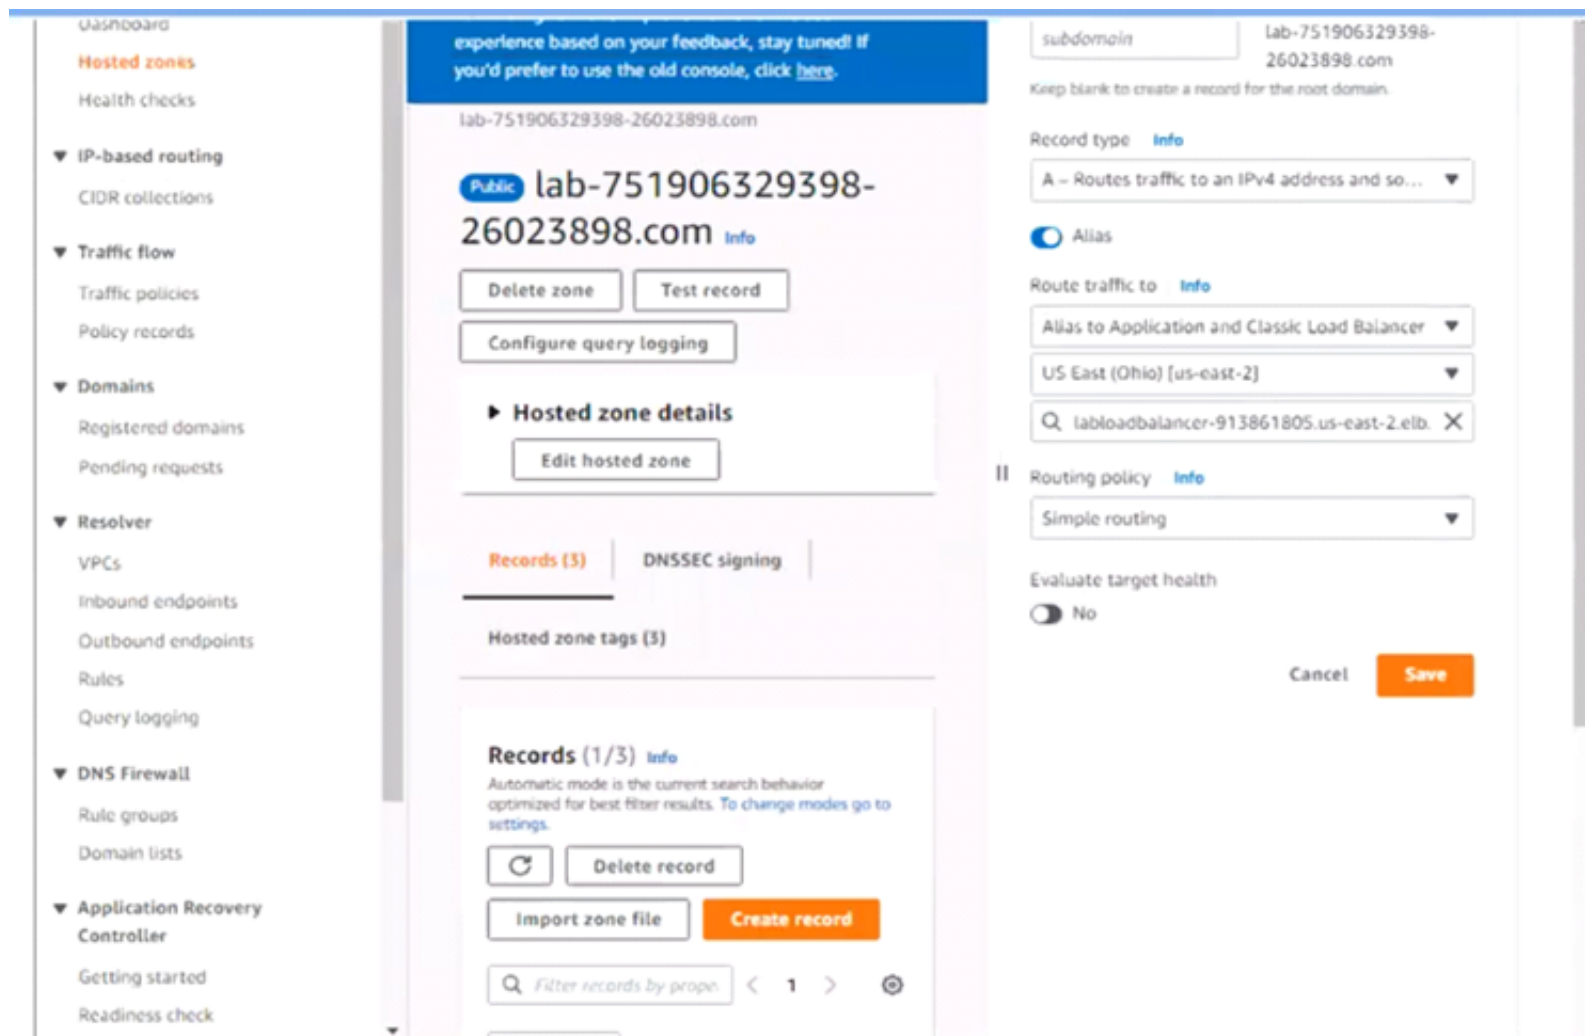 Dashboard
Hosted zones
Health checks
IP-based routing
CIDR collections
Traffic flow
Traffic policies
Policy records
Domains
Registered domains
Pending requests
Resolver
VPCs
Inbound endpoints
Outbound endpoints
Rules
Query logging
DNS Firewall
Rule groups
Domain lists
Application Recovery
Controller
Getting started
Readiness check
experience based on your feedback, stay tuned! If
you'd prefer to use the old console, click here.
lab-751906329398-26023898.com
Public lab-751906329398-
26023898.com Info
Delete zone Test record
Configure query logging
Hosted zone details
Edit hosted zone
Records (3) DNSSEC signing
Hosted zone tags (3)
Records (1/3) Info
Automatic mode is the current search behavior
optimized for best filter results. To change modes go to
settings.
Delete record
Import zone file Create record
Filter records by prope 1
subdomain lab-751906329398-
26023898.com
Keep blank to create a record for the root domain.
Record type Info
A – Routes traffic to an IPv4 address and so...
Alias
Route traffic to Info
Alias to Application and Classic Load Balancer
US East (Ohio) [us-east-2]
labloadbalancer-913861805.us-east-2.elb.
Routing policy Info
Simple routing
Evaluate target health
No
Cancel Save